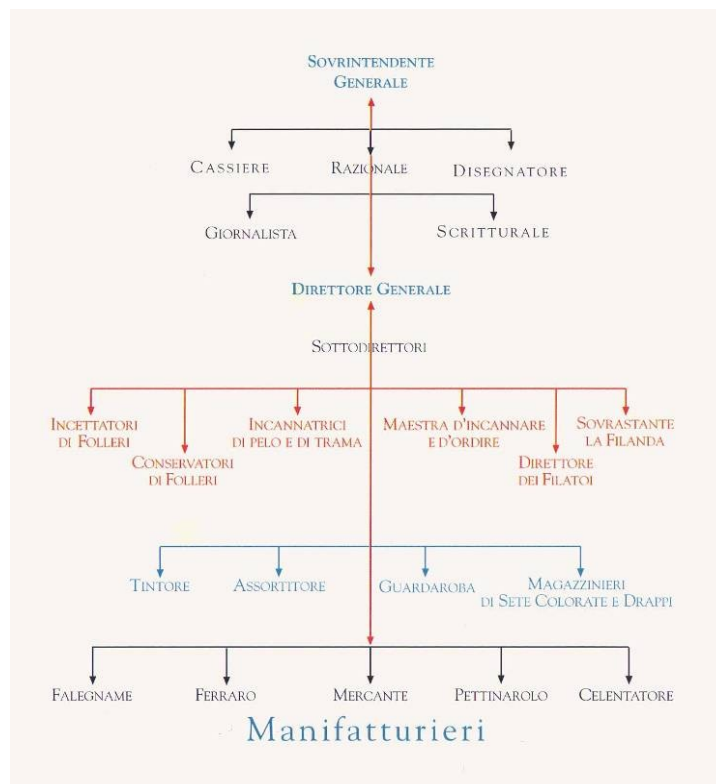 SOVRINTENDENTE
GENERALE
CASSIERE
RAZIONALE
DISEGNATORE
GIORNALISTA
SCRITTURALE
DIRETTORE GENERALE
SOTTODIRETTORI
INCETTATORI
DI FOLLERI
CONSERVATORI
DI FOLLERI
INCANNATRICI
DI PELO E DI TRAMA
MAESTRA D'INCANNARE
E D'ORDIRE
DIRETTORE
DEI FILATOI
SOVRASTANTE
LA FILANDA
TINTORE
ASSORTITORE
GUARDAROBA
MAGAZZINIERI
DI SETE COLORATE E DRAPPI
FALEGNAME
FERRARO
MERCANTE
PETTINAROLO
CELENTATORE
Manifatturieri